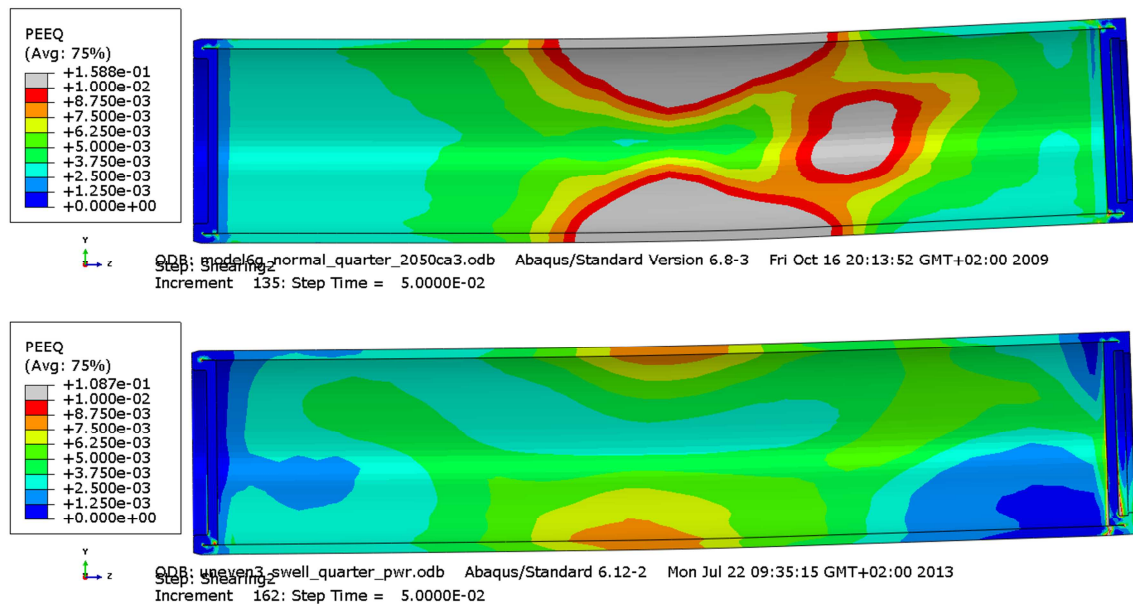 PEEQ
(Avg: 75%)
+1.588e-01
+1.000e-02
+8.750e-03
+7.500e-03
+6.250e-03
+5.000e-03
+3.750e-03
+2.500e-03
+1.250e-03
+0.000e+00
Y
Z
ODB: model6g_normal_quarter_2050ca3.odb Abaqus/Standard Version 6.8-3 Fri Oct 16 20:13:52 GMT+02:00 2009
Step: Shearing2
Increment 135: Step Time = 5.0000E-02
PEEQ
(Avg: 75%)
+1.087e-01
+1.000e-02
+8.750e-03
+7.500e-03
+6.250e-03
+5.000e-03
+3.750e-03
+2.500e-03
+1.250e-03
+0.000e+00
Y
Z
ODB: uneven3_swell_quarter_pwr.odb Abaqus/Standard 6.12-2 Mon Jul 22 09:35:15 GMT+02:00 2013
Step: Shearing2
Increment 162: Step Time = 5.0000E-02